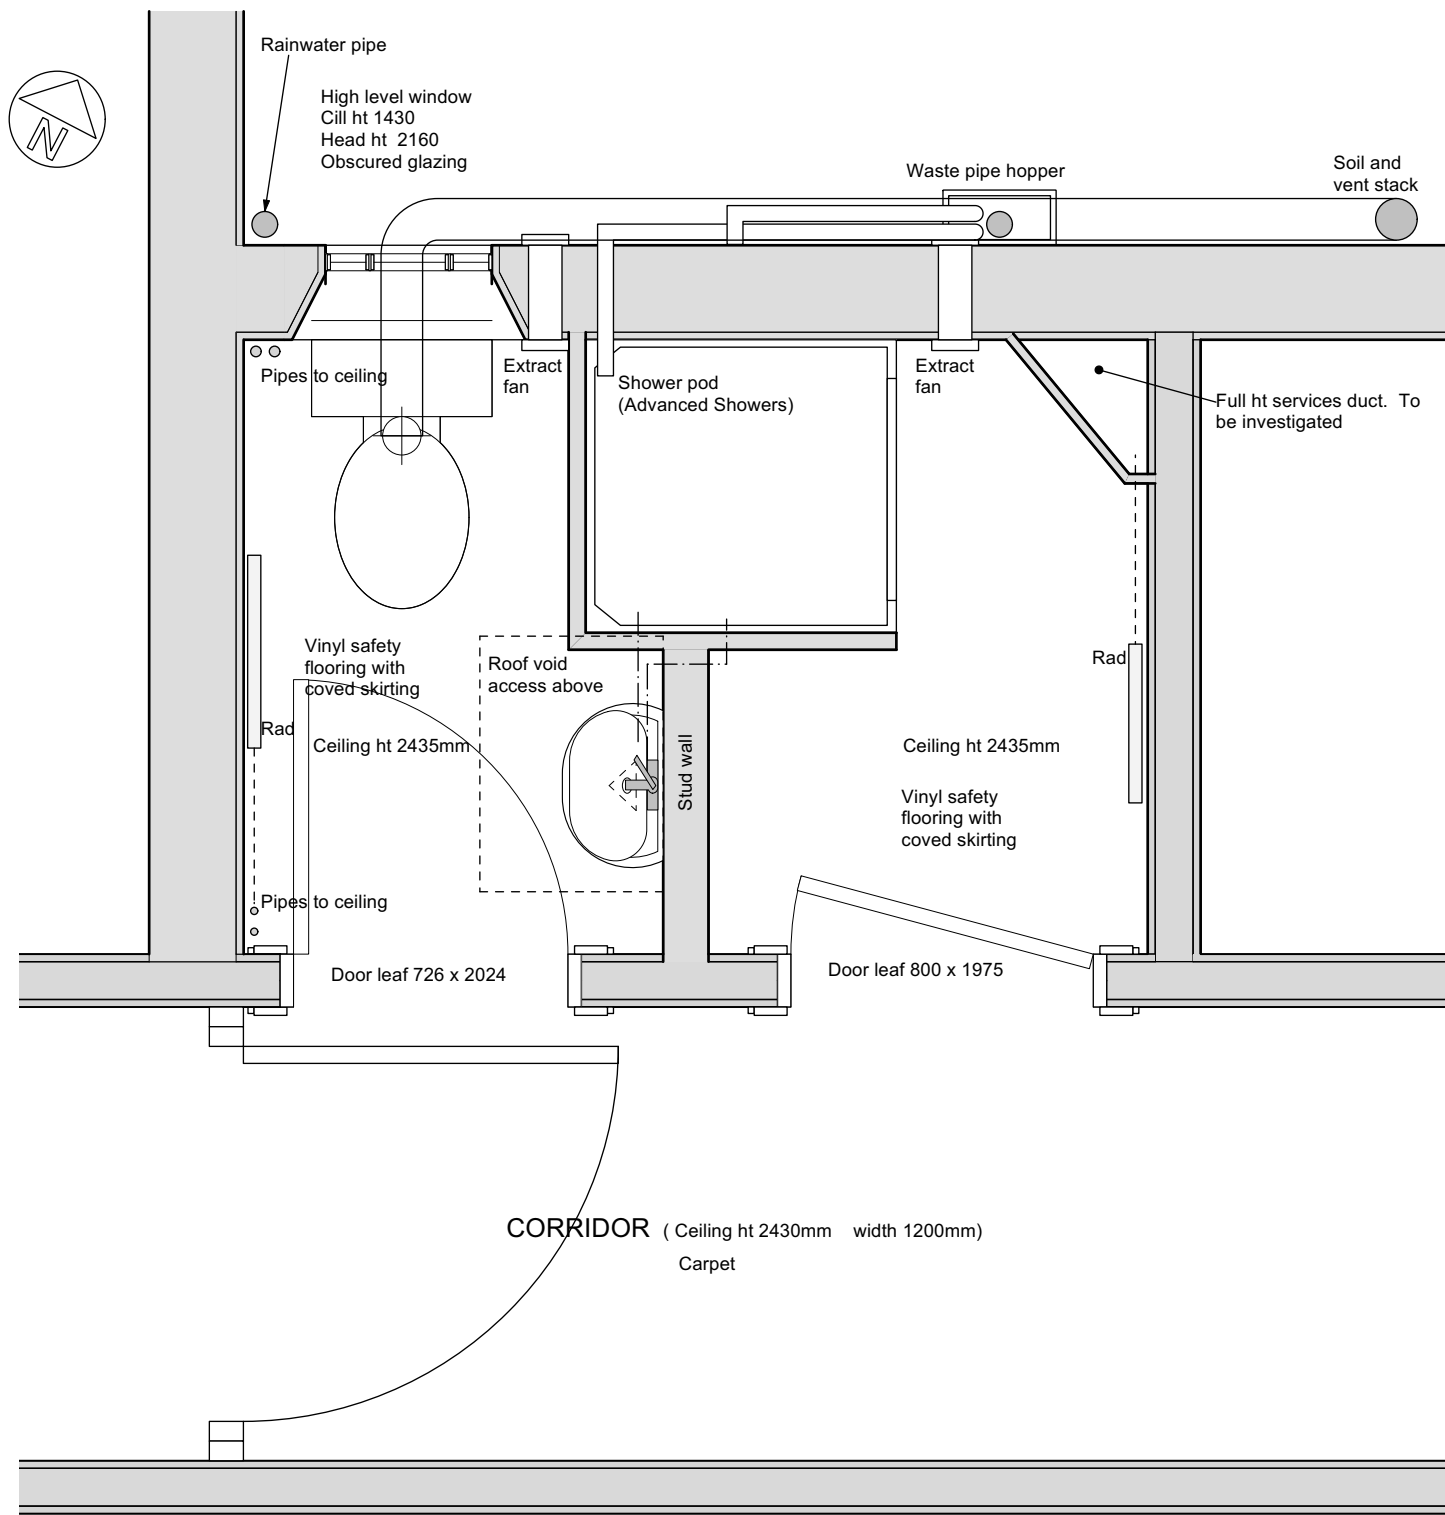 Rainwater pipe
High level window
Cill ht 1430
Head ht 2160
Obscured glazing
N
Waste pipe hopper
Soil and
vent stack
Pipes to ceiling
Extract
fan
Shower pod
(Advanced Showers)
Extract
fan
Full ht services duct. To
be investigated
Vinyl safety
flooring with
coved skirting
Roof void
access above
Rad
Rad
Ceiling ht 2435mm
Stud wall
Ceiling ht 2435mm
Vinyl safety
flooring with
coved skirting
Pipes to ceiling
Door leaf 726 x 2024
Door leaf 800 x 1975
CORRIDOR ( Ceiling ht 2430mm width 1200mm)
Carpet